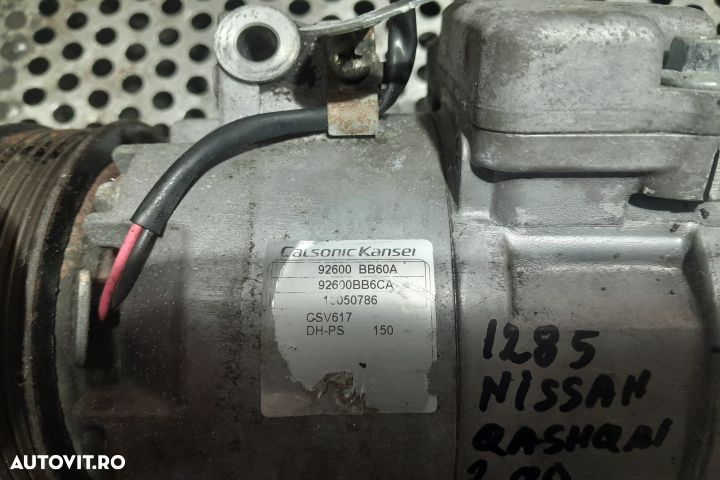 Calsonic Kansei
92600 BB60A
92600BB6CA
13050786
CSV617
DH-PS 150
1285
NISSAN
QASHQAI
AUTOVIT.RO